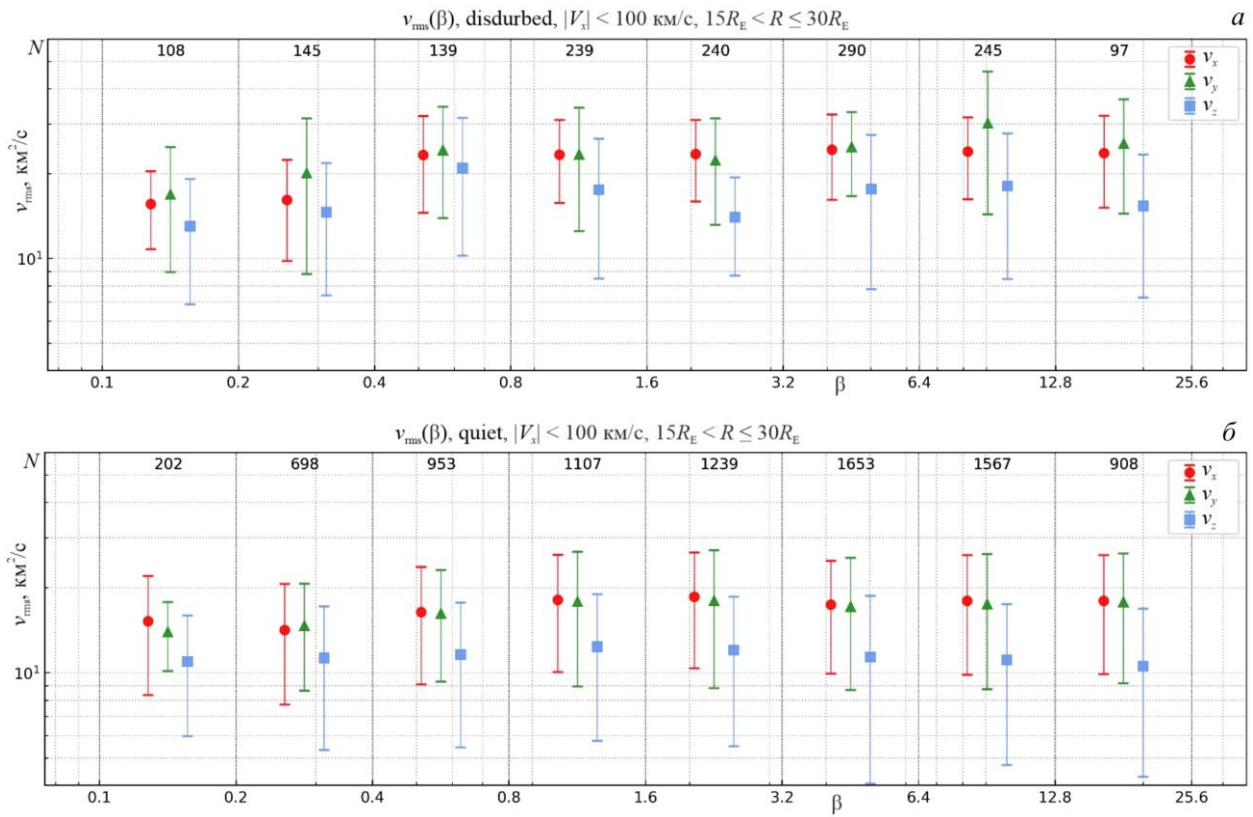 v_rms(β), disdurbed, |V_x| < 100 км/с, 15R_E < R ≤ 30R_E
а
N 108 145 139 239 240 290 245 97
v_x
v_y
v_z
v_rms, км²/с
10¹
0.1 0.2 0.4 0.8 1.6 3.2 β 6.4 12.8 25.6
v_rms(β), quiet, |V_x| < 100 км/с, 15R_E < R ≤ 30R_E
б
N 202 698 953 1107 1239 1653 1567 908
v_x
v_y
v_z
v_rms, км²/с
10¹
0.1 0.2 0.4 0.8 1.6 3.2 β 6.4 12.8 25.6